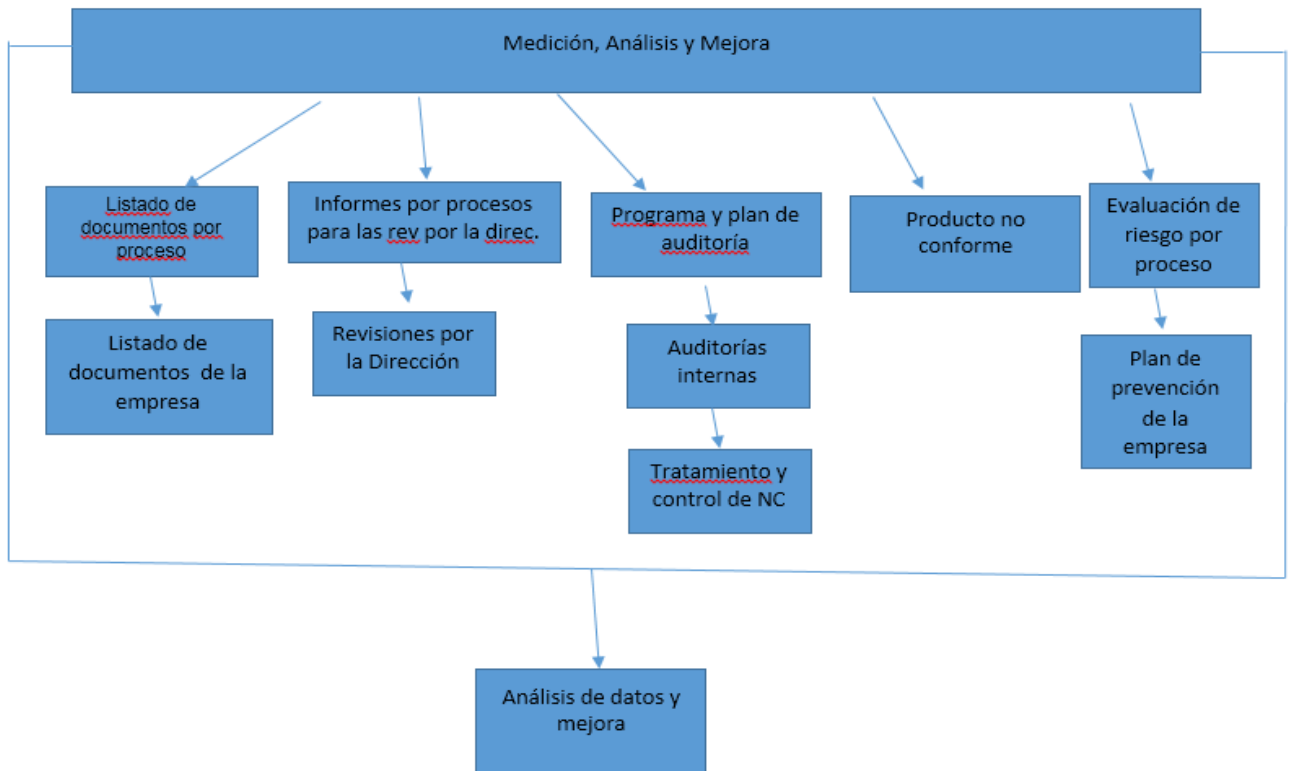 Medición, Análisis y Mejora
Listado de
documentos por
proceso
Informes por procesos
para las rev por la direc.
Programa y plan de
auditoría
Producto no
conforme
Evaluación de
riesgo por
proceso
Listado de
documentos de la
empresa
Revisiones por
la Dirección
Auditorías
internas
Plan de
prevención
de la
empresa
Tratamiento y
control de NC
Análisis de datos y
mejora